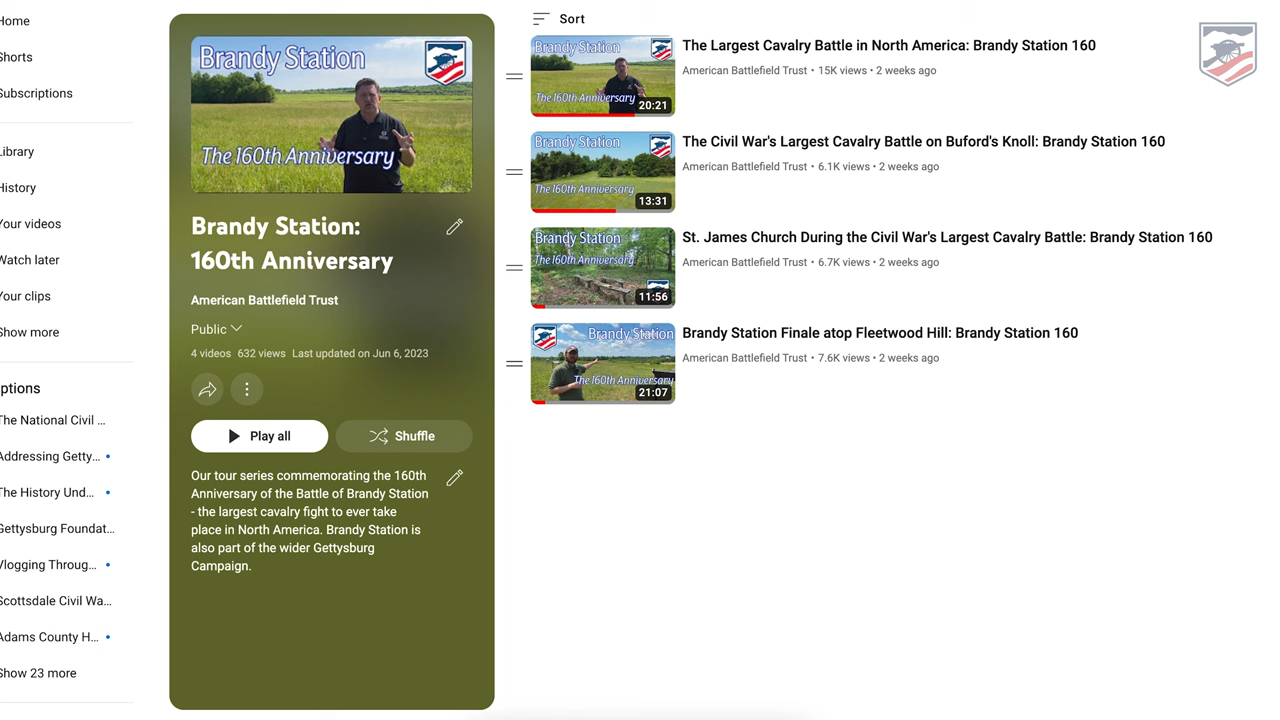 Home
Shorts
Subscriptions
Library
History
Your videos
Watch later
Your clips
Show more
ptions
The National Civil ...
Addressing Getty...
The History Und...
Gettysburg Foundat...
Vlogging Throug...
Scottsdale Civil Wa...
Adams County H...
Show 23 more
Brandy Station
The 160th Anniversary
Brandy Station:
160th Anniversary
American Battlefield Trust
Public
4 videos 632 views Last updated on Jun 6, 2023
Play all
Shuffle
Our tour series commemorating the 160th
Anniversary of the Battle of Brandy Station
- the largest cavalry fight to ever take
place in North America. Brandy Station is
also part of the wider Gettysburg
Campaign.
Sort
Brandy Station
The 160th Anniversary
20:21
The Largest Cavalry Battle in North America: Brandy Station 160
American Battlefield Trust • 15K views • 2 weeks ago
Brandy Station
The 160th Anniversary
13:31
The Civil War's Largest Cavalry Battle on Buford's Knoll: Brandy Station 160
American Battlefield Trust • 6.1K views • 2 weeks ago
Brandy Station
The 160th Anniversary
11:56
St. James Church During the Civil War's Largest Cavalry Battle: Brandy Station 160
American Battlefield Trust • 6.7K views • 2 weeks ago
Brandy Station
The 160th Anniversary
21:07
Brandy Station Finale atop Fleetwood Hill: Brandy Station 160
American Battlefield Trust • 7.6K views • 2 weeks ago